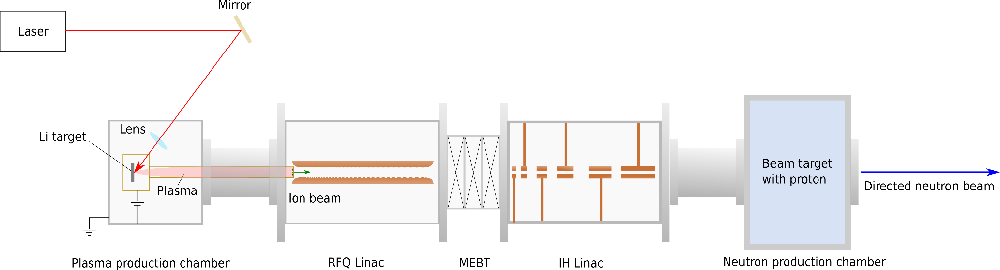 Mirror
Laser
Lens
Li target
Plasma
Ion beam
Beam target
with proton
Directed neutron beam
Plasma production chamber
RFQ Linac
MEBT
IH Linac
Neutron production chamber